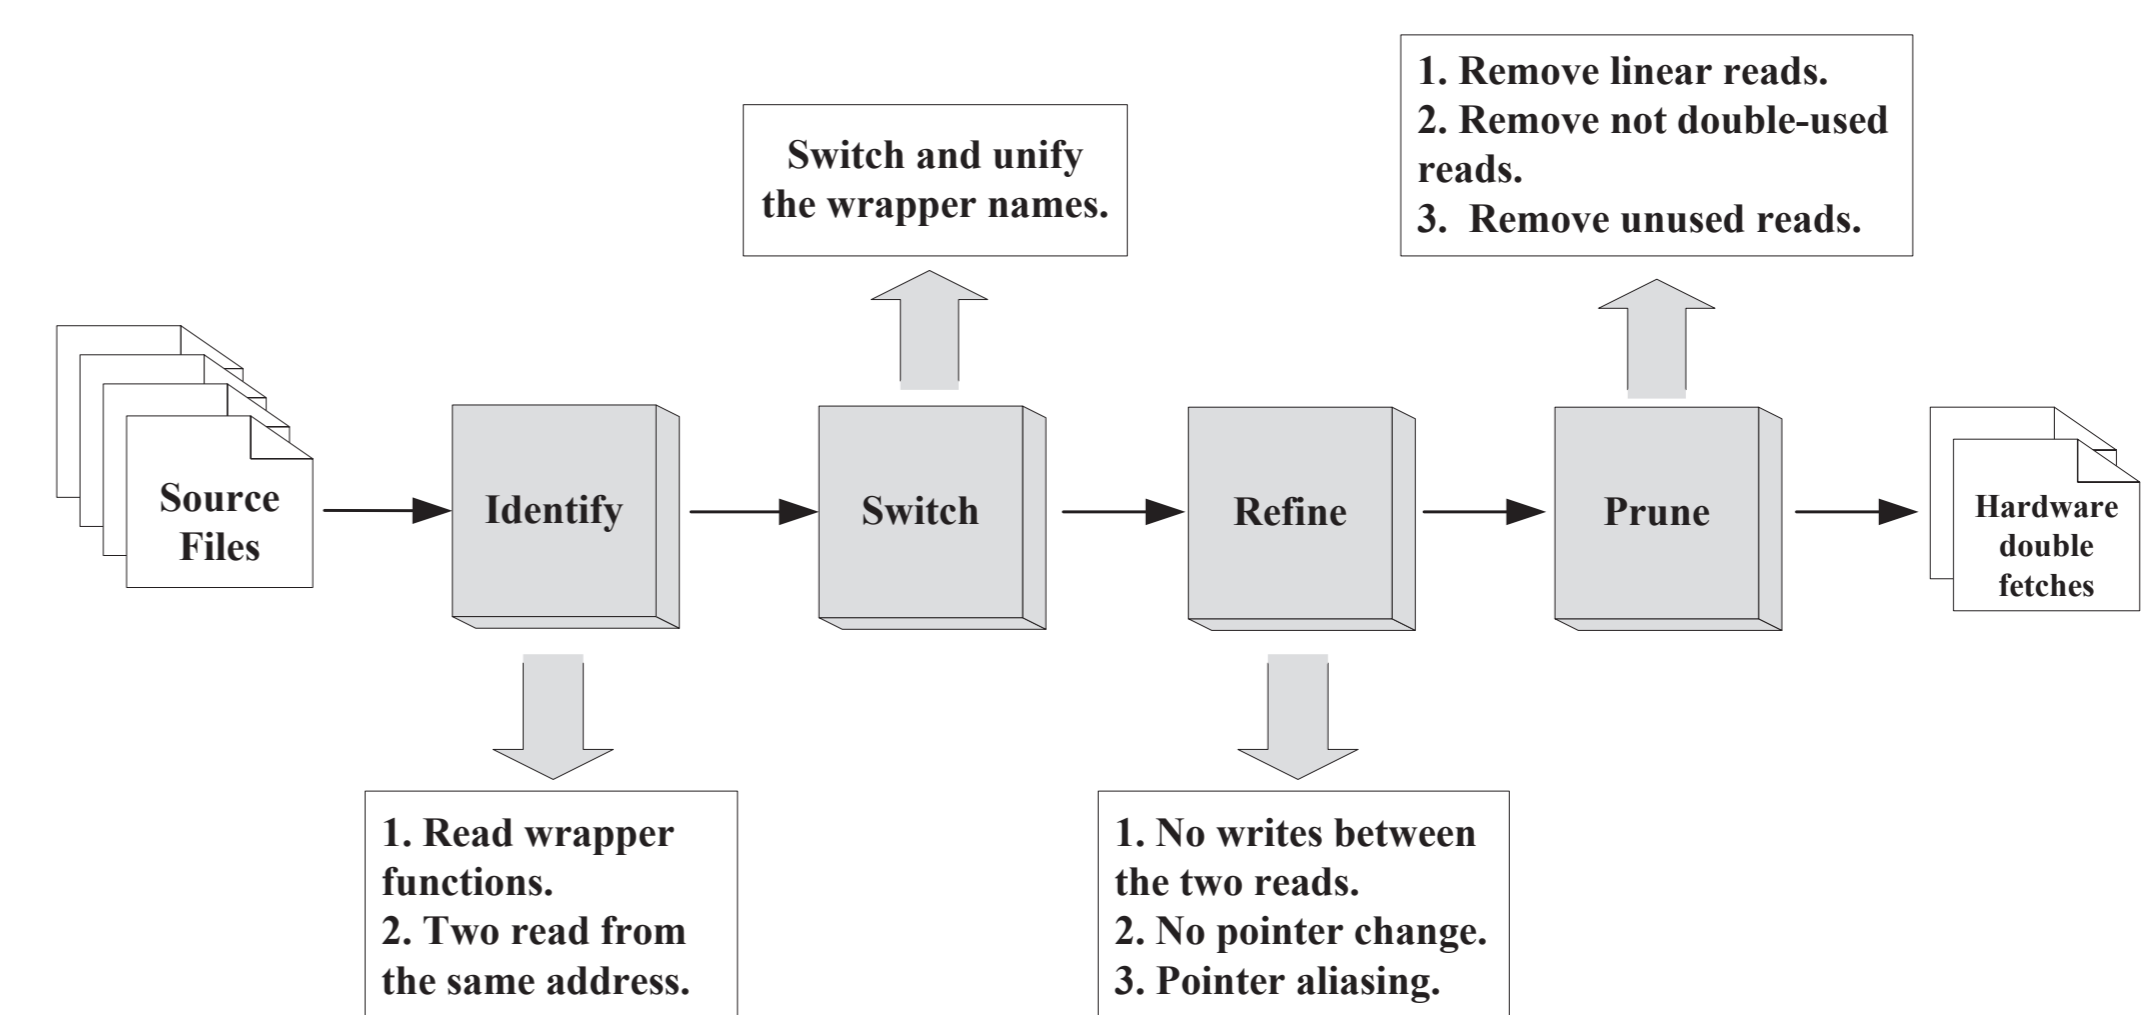 1. Remove linear reads.
2. Remove not double-used
reads.
3. Remove unused reads.
Switch and unify
the wrapper names.
Source
Files
Identify
Switch
Refine
Prune
Hardware
double
fetches
1. Read wrapper
functions.
2. Two read from
the same address.
1. No writes between
the two reads.
2. No pointer change.
3. Pointer aliasing.